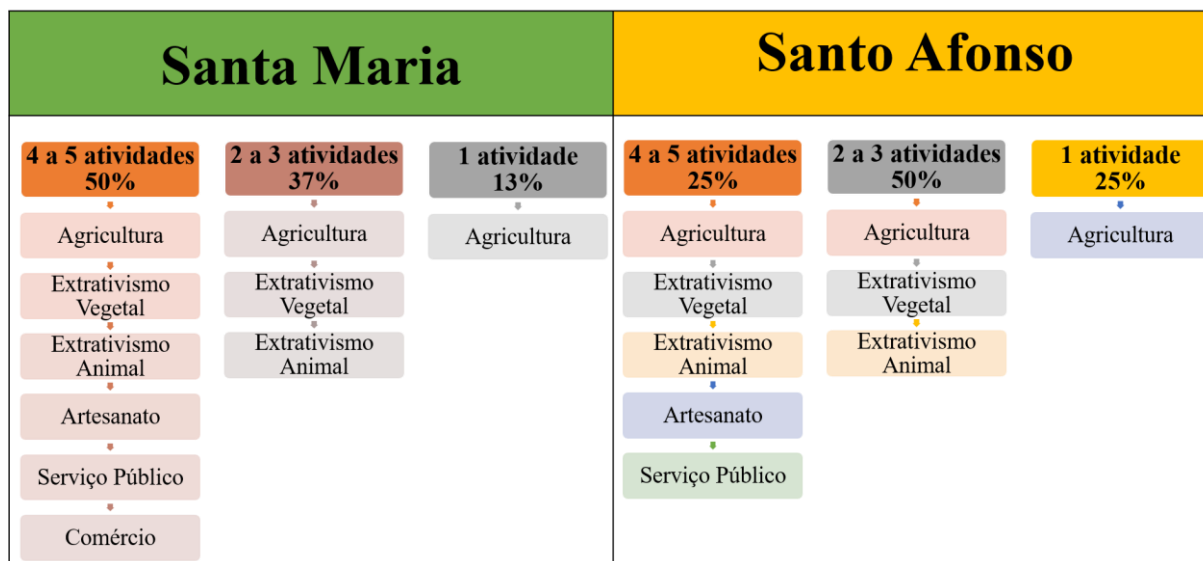 Santa Maria
4 a 5 atividades
50%
Agricultura
Extrativismo
Vegetal
Extrativismo
Animal
Artesanato
Serviço Público
Comércio
2 a 3 atividades
37%
Agricultura
Extrativismo
Vegetal
Extrativismo
Animal
1 atividade
13%
Agricultura
Santo Afonso
4 a 5 atividades
25%
Agricultura
Extrativismo
Vegetal
Extrativismo
Animal
Artesanato
Serviço Público
2 a 3 atividades
50%
Agricultura
Extrativismo
Vegetal
Extrativismo
Animal
1 atividade
25%
Agricultura